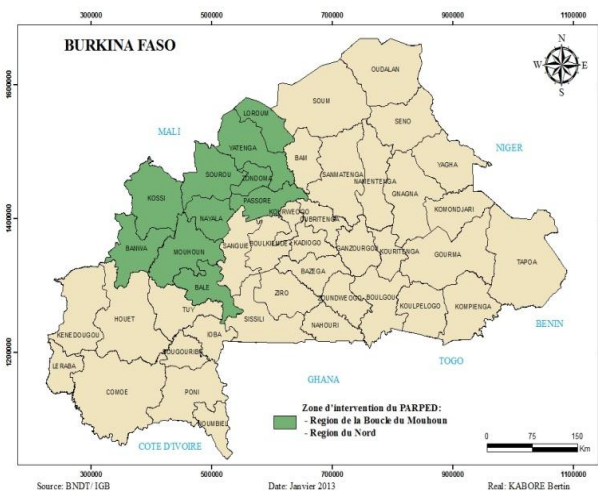 300000 500000 700000 900000 1100000
BURKINA FASO
N
W E
S
OUDALAN
1600000
SOUM
LOROUM
SENO
MALI
YATENGA
NIGER
BAM
YAGHA
SOUROU
ZONDOMA
SANMATENGA
NAMENTENGA
GNAGNA
KOSSI
PASSORE
KOMONDJARI
1400000
NAYALA
KOURWEOGO
OUBRITENGA
BANWA
MOUHOUN
SANGUIE
BOULKIEMDE
KADIOGO
GANZOURGOU
KOURITENGA
GOURMA
TAPOA
BAZEGA
BALE
ZIRO
ZOUNDWEOGO
BOULGOU
KOULPELOGO
KOMPIENGA
TUY
HOUET
SISSILI
NAHOURI
BENIN
IOBA
KENEDOUGOU
BOUGOURIBA
1200000
TOGO
LERABA
GHANA
COMOE
PONI
NOUMBIEL
Zone d'intervention du PARPED:
- Region de la Boucle du Mouhoun
- Region du Nord
COTE D'IVOIRE
0 75 150
Km
300000 500000 700000 900000 1100000
Source: BNDT/ IGB Date: Janvier 2013 Real: KABORE Bertin